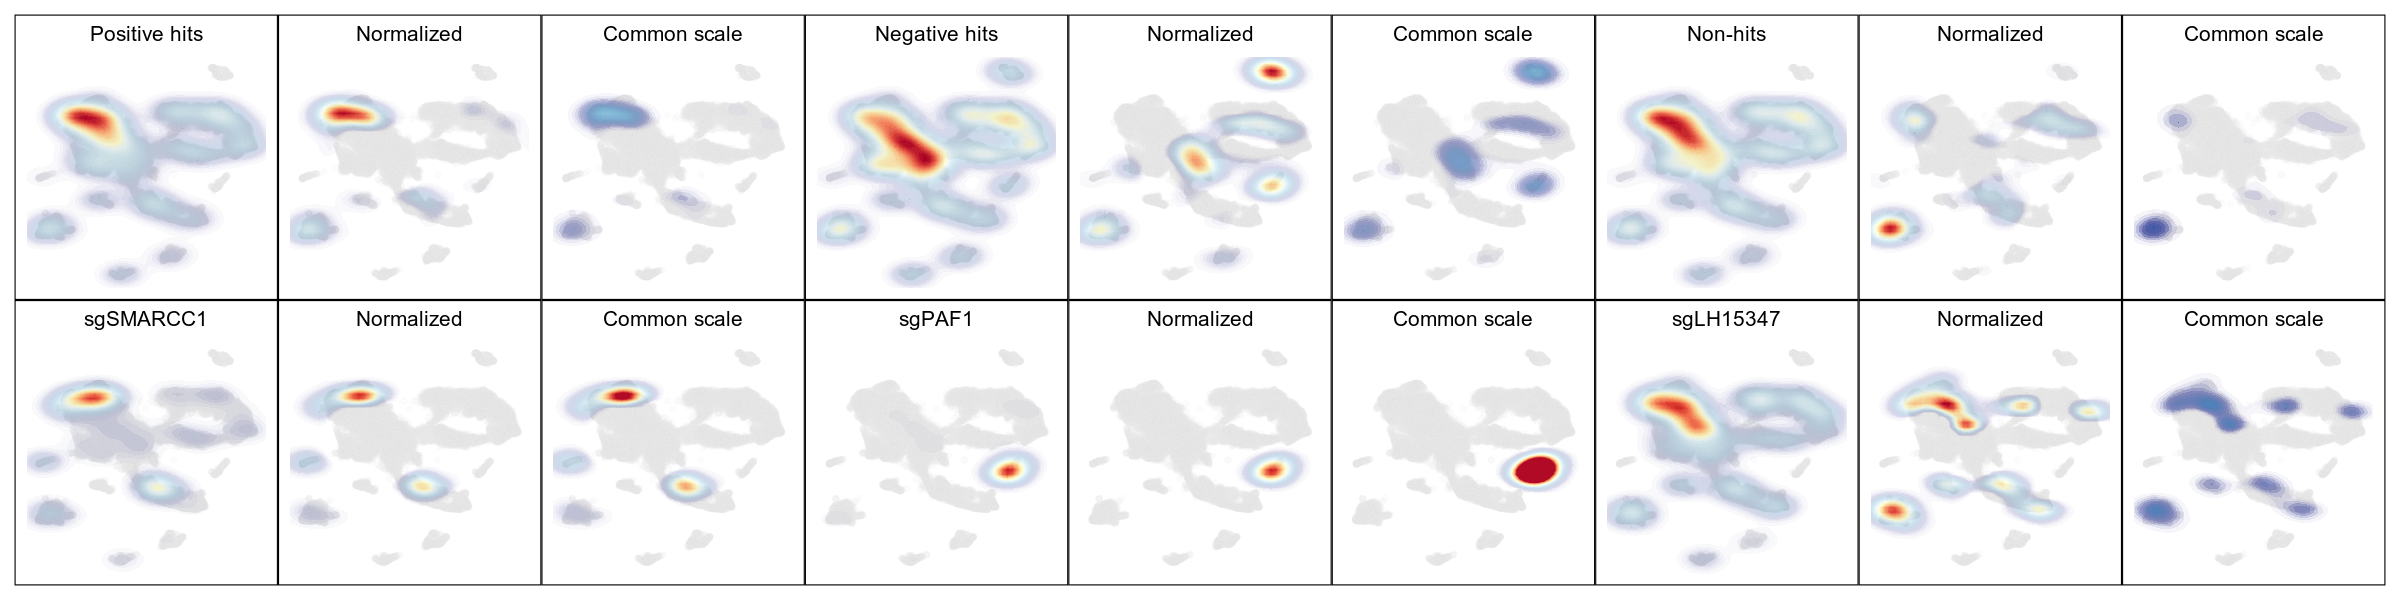 Positive hits
Normalized
Common scale
Negative hits
Normalized
Common scale
Non-hits
Normalized
Common scale
sgSMARCC1
Normalized
Common scale
sgPAF1
Normalized
Common scale
sgLH15347
Normalized
Common scale